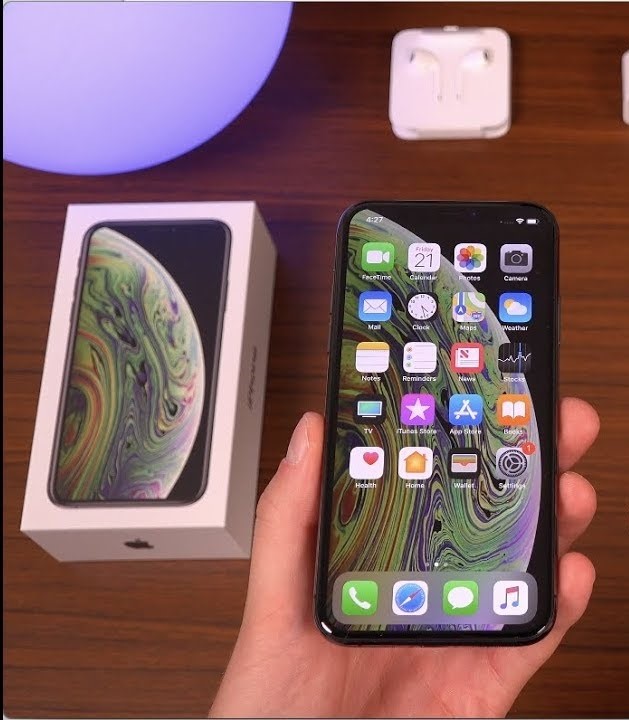 4:27
Friday
21
FaceTime Calendar Photos Camera
Mail Clock Maps Weather
Notes Reminders News Stocks
TV iTunes Store App Store Books
1
Health Home Wallet Settings
iPhone